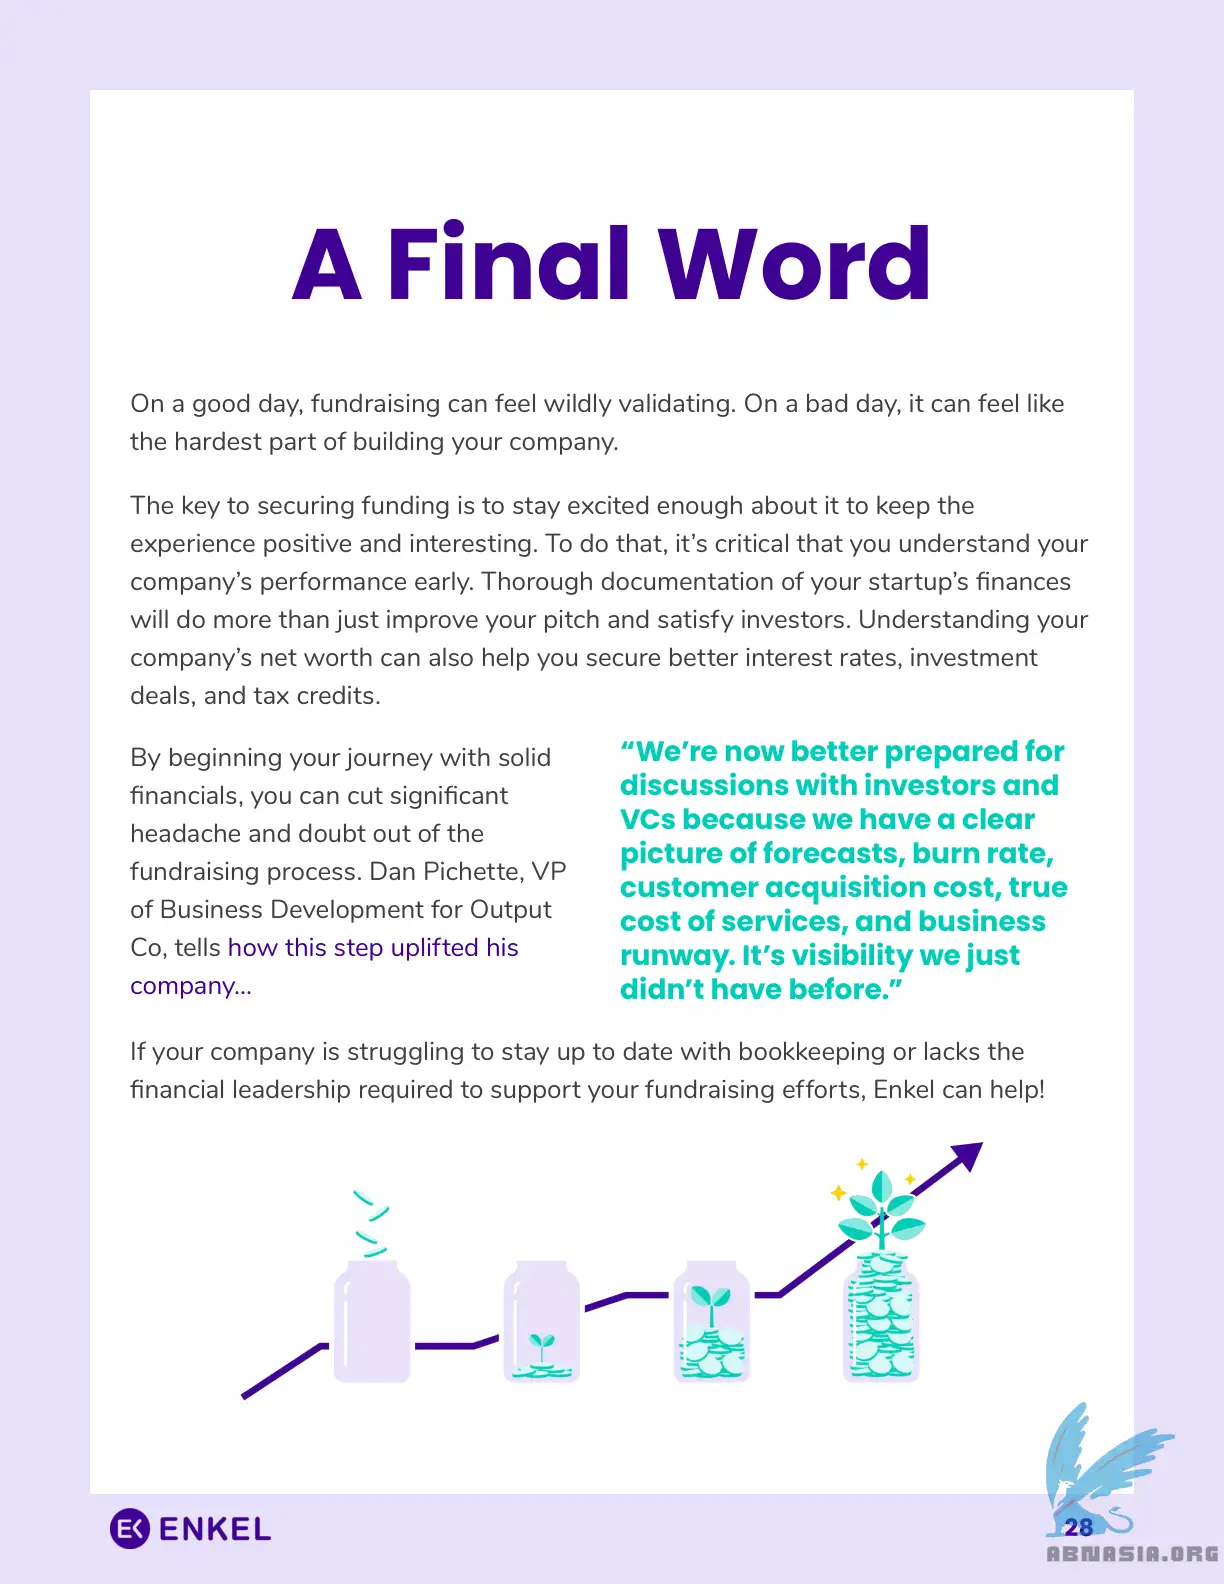 A Final Word
On a good day, fundraising can feel wildly validating. On a bad day, it can feel like
the hardest part of building your company.
The key to securing funding is to stay excited enough about it to keep the
experience positive and interesting. To do that, it’s critical that you understand your
company’s performance early. Thorough documentation of your startup’s finances
will do more than just improve your pitch and satisfy investors. Understanding your
company’s net worth can also help you secure better interest rates, investment
deals, and tax credits.
By beginning your journey with solid
financials, you can cut significant
headache and doubt out of the
fundraising process. Dan Pichette, VP
of Business Development for Output
Co, tells how this step uplifted his
company...
“We’re now better prepared for
discussions with investors and
VCs because we have a clear
picture of forecasts, burn rate,
customer acquisition cost, true
cost of services, and business
runway. It’s visibility we just
didn’t have before.”
If your company is struggling to stay up to date with bookkeeping or lacks the
financial leadership required to support your fundraising efforts, Enkel can help!
EK ENKEL
28
ABNASIA.ORG